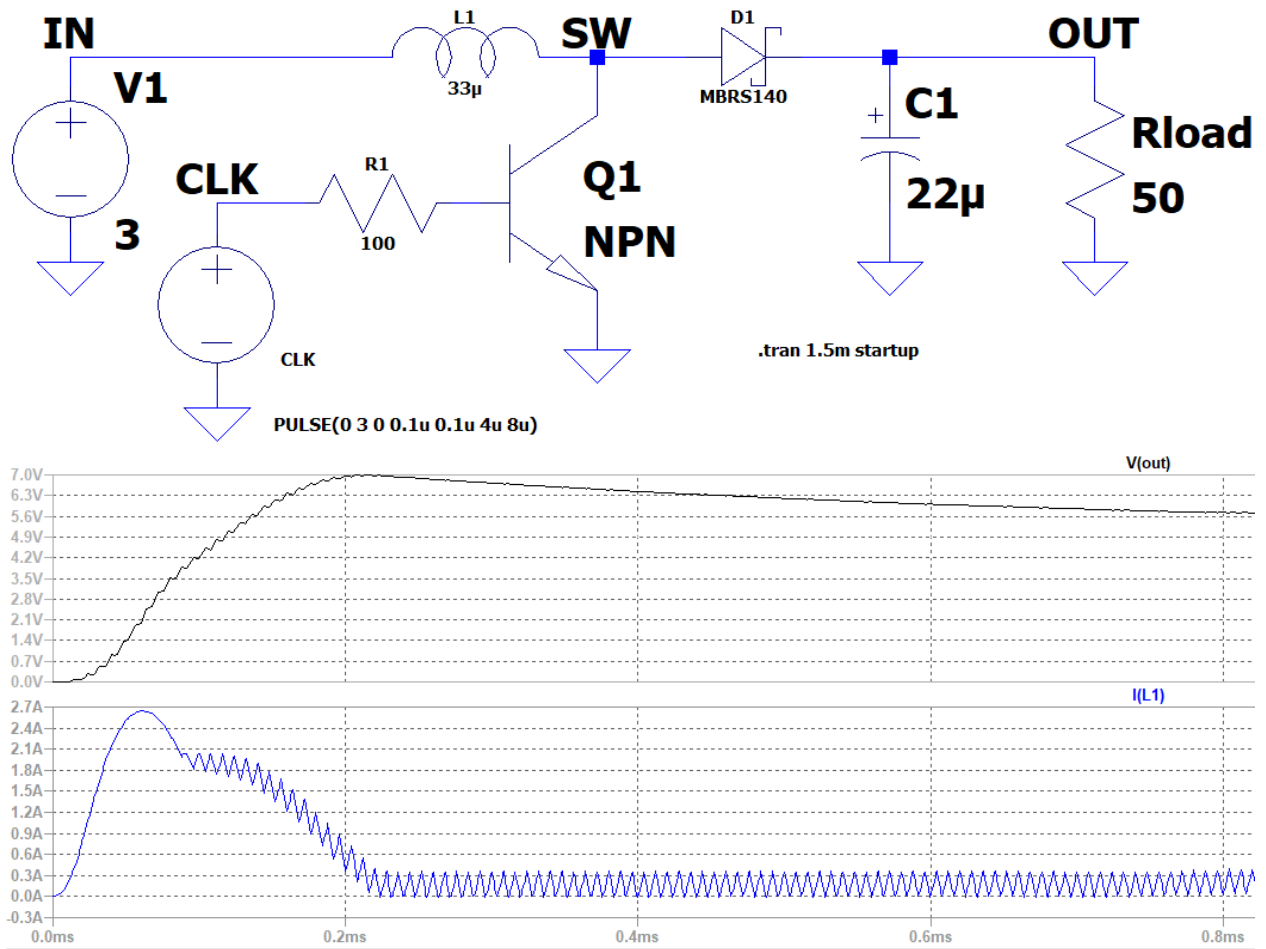 IN
L1
33µ
SW
D1
MBRS140
OUT
V1
3
CLK
R1
100
Q1
NPN
C1
22µ
Rload
50
CLK
.tran 1.5m startup
PULSE(0 3 0 0.1u 0.1u 4u 8u)
V(out)
7.0V
6.3V
5.6V
4.9V
4.2V
3.5V
2.8V
2.1V
1.4V
0.7V
0.0V
I(L1)
2.7A
2.4A
2.1A
1.8A
1.5A
1.2A
0.9A
0.6A
0.3A
0.0A
-0.3A
0.0ms 0.2ms 0.4ms 0.6ms 0.8ms